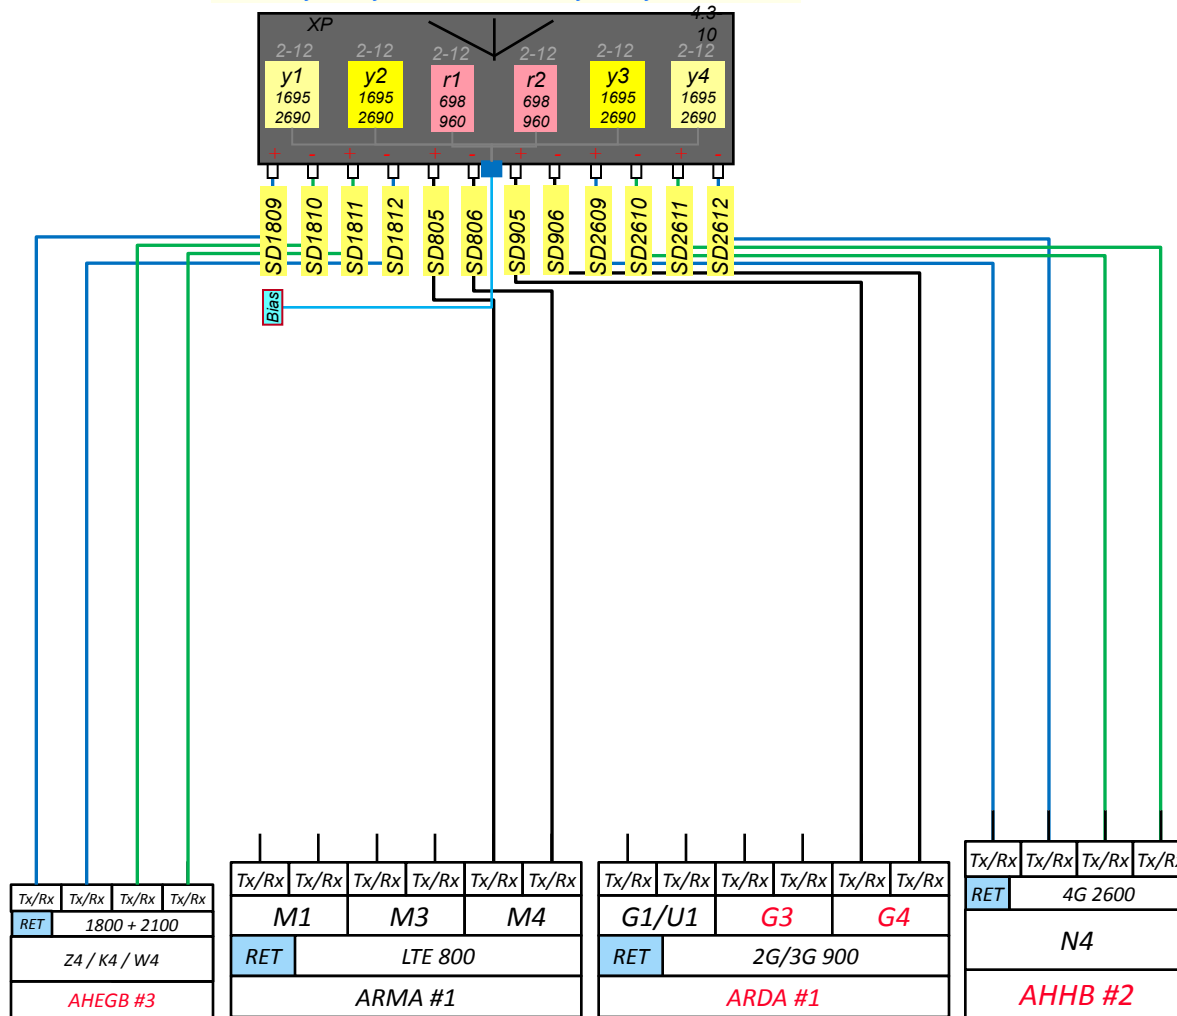 XP
4.3-
10
2-12 2-12 2-12 2-12 2-12 2-12
y1 y2 r1 r2 y3 y4
1695 1695 698 698 1695 1695
2690 2690 960 960 2690 2690
+ - + - + - + - + - + -
SD1809 SD1810 SD1811 SD1812 SD805 SD806 SD905 SD906 SD2609 SD2610 SD2611 SD2612
Bias
Tx/Rx Tx/Rx Tx/Rx Tx/Rx
RET 1800 + 2100
Z4 / K4 / W4
AHEGB #3
Tx/Rx Tx/Rx Tx/Rx Tx/Rx Tx/Rx Tx/Rx
M1 M3 M4
RET LTE 800
ARMA #1
Tx/Rx Tx/Rx Tx/Rx Tx/Rx Tx/Rx Tx/Rx
G1/U1 G3 G4
RET 2G/3G 900
ARDA #1
Tx/Rx Tx/Rx Tx/Rx Tx/R
RET 4G 2600
N4
AHHB #2